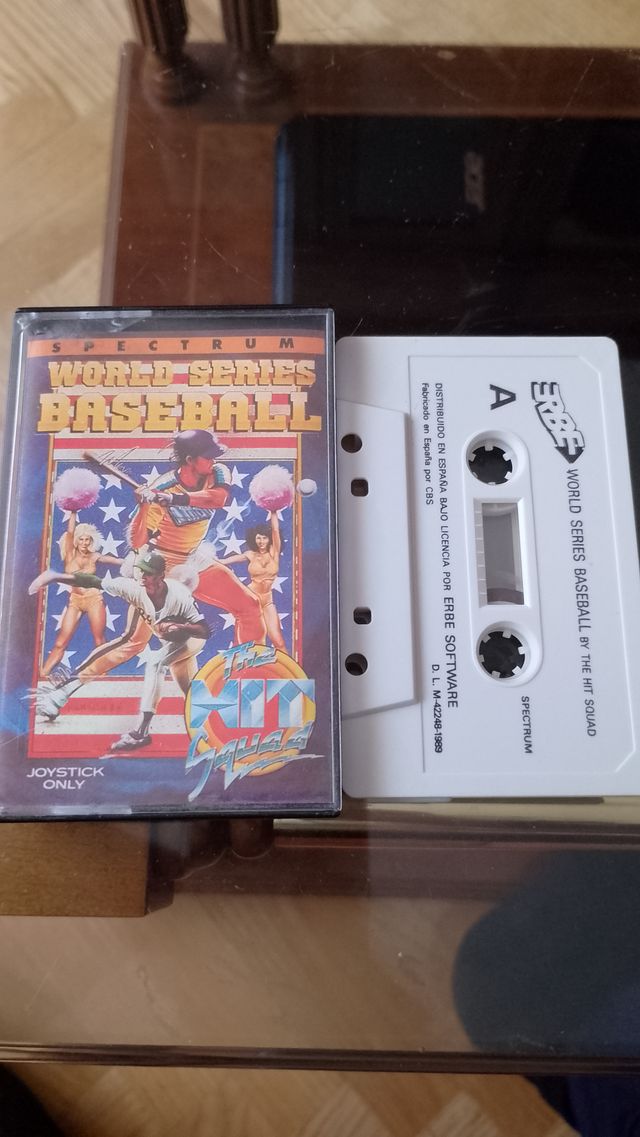 SPECTRUM
WORLD SERIES
BASEBALL
The
HIT
Squad
JOYSTICK
ONLY
ERBE
WORLD SERIES BASEBALL BY THE HIT SQUAD
A
SPECTRUM
DISTRIBUIDO EN ESPAÑA BAJO LICENCIA POR ERBE SOFTWARE
Fabricado en España por CBS
D. L. M-42248-1989